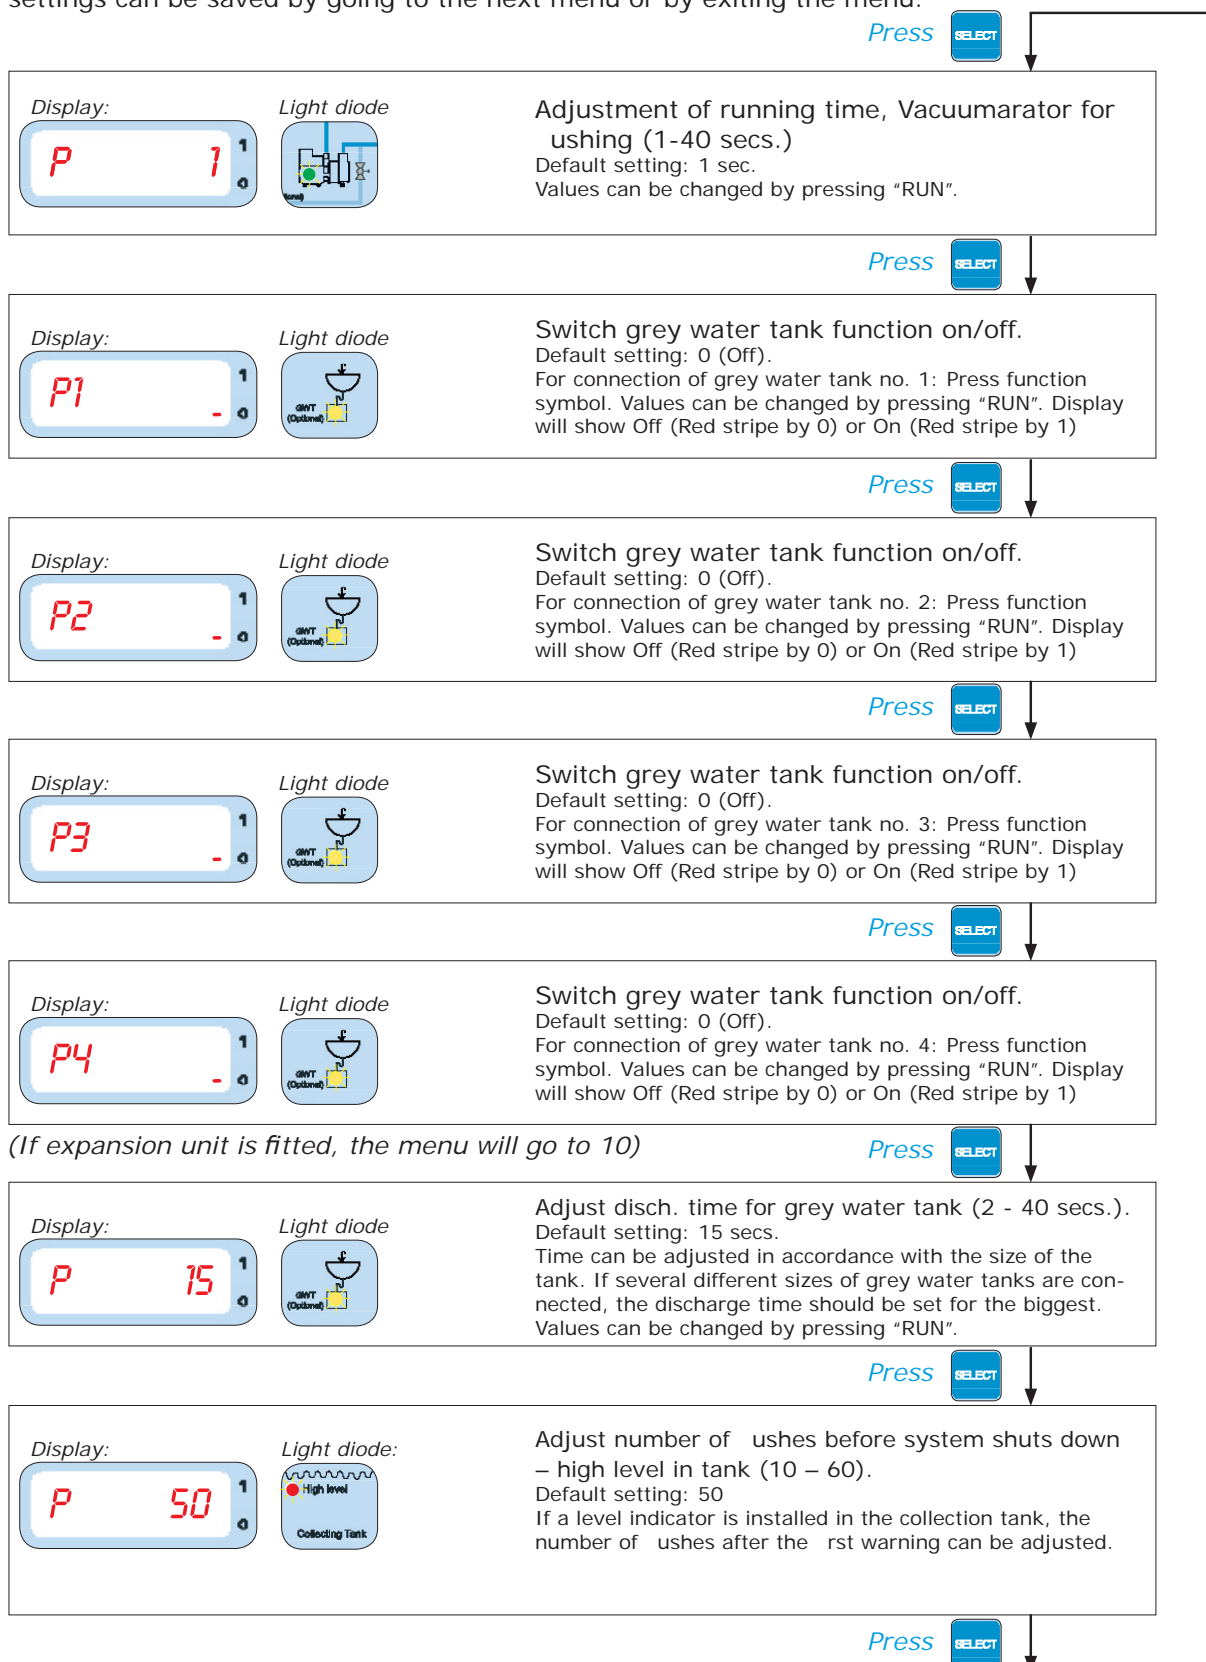 settings can be saved by going to the next menu or by exiting the menu.
Press SELECT
Display:
Light diode
P 1
1
0
ional)
Adjustment of running time, Vacuumarator for
ushing (1-40 secs.)
Default setting: 1 sec.
Values can be changed by pressing “RUN”.
Press SELECT
Display:
Light diode
P1 -
1
0
GWT
(Optional)
Switch grey water tank function on/off.
Default setting: 0 (Off).
For connection of grey water tank no. 1: Press function
symbol. Values can be changed by pressing “RUN”. Display
will show Off (Red stripe by 0) or On (Red stripe by 1)
Press SELECT
Display:
Light diode
P2 -
1
0
GWT
(Optional)
Switch grey water tank function on/off.
Default setting: 0 (Off).
For connection of grey water tank no. 2: Press function
symbol. Values can be changed by pressing “RUN”. Display
will show Off (Red stripe by 0) or On (Red stripe by 1)
Press SELECT
Display:
Light diode
P3 -
1
0
GWT
(Optional)
Switch grey water tank function on/off.
Default setting: 0 (Off).
For connection of grey water tank no. 3: Press function
symbol. Values can be changed by pressing “RUN”. Display
will show Off (Red stripe by 0) or On (Red stripe by 1)
Press SELECT
Display:
Light diode
P4 -
1
0
GWT
(Optional)
Switch grey water tank function on/off.
Default setting: 0 (Off).
For connection of grey water tank no. 4: Press function
symbol. Values can be changed by pressing “RUN”. Display
will show Off (Red stripe by 0) or On (Red stripe by 1)
(If expansion unit is fitted, the menu will go to 10)
Press SELECT
Display:
Light diode
P 15
1
0
GWT
(Optional)
Adjust disch. time for grey water tank (2 - 40 secs.).
Default setting: 15 secs.
Time can be adjusted in accordance with the size of the
tank. If several different sizes of grey water tanks are con-
nected, the discharge time should be set for the biggest.
Values can be changed by pressing “RUN”.
Press SELECT
Display:
Light diode:
P 50
1
0
High level
Collecting Tank
Adjust number of ushes before system shuts down
– high level in tank (10 – 60).
Default setting: 50
If a level indicator is installed in the collection tank, the
number of ushes after the rst warning can be adjusted.
Press SELECT